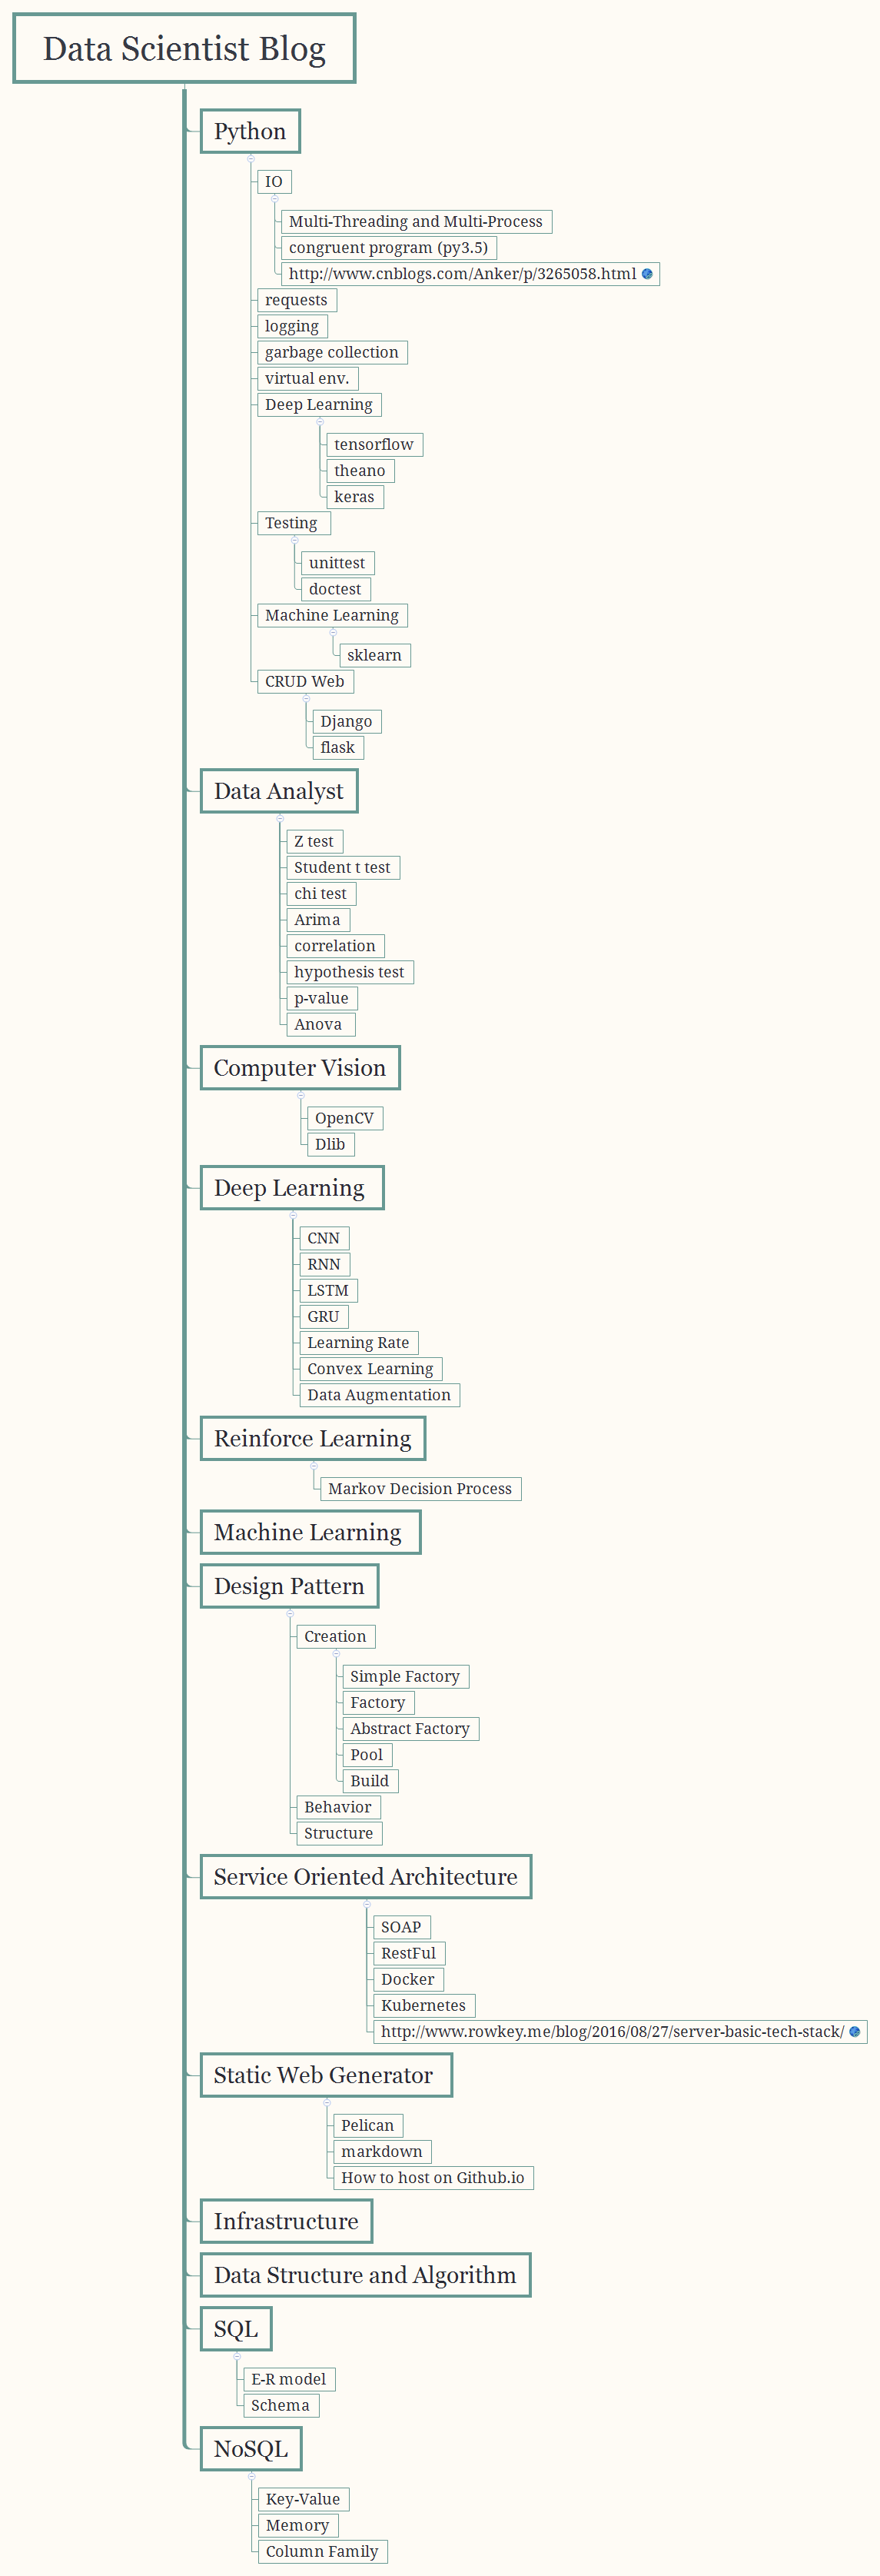 Data Scientist Blog
Python
IO
Multi-Threading and Multi-Process
congruent program (py3.5)
http://www.cnblogs.com/Anker/p/3265058.html
requests
logging
garbage collection
virtual env.
Deep Learning
tensorflow
theano
keras
Testing
unittest
doctest
Machine Learning
sklearn
CRUD Web
Django
flask
Data Analyst
Z test
Student t test
chi test
Arima
correlation
hypothesis test
p-value
Anova
Computer Vision
OpenCV
Dlib
Deep Learning
CNN
RNN
LSTM
GRU
Learning Rate
Convex Learning
Data Augmentation
Reinforce Learning
Markov Decision Process
Machine Learning
Design Pattern
Creation
Simple Factory
Factory
Abstract Factory
Pool
Build
Behavior
Structure
Service Oriented Architecture
SOAP
RestFul
Docker
Kubernetes
http://www.rowkey.me/blog/2016/08/27/server-basic-tech-stack/
Static Web Generator
Pelican
markdown
How to host on Github.io
Infrastructure
Data Structure and Algorithm
SQL
E-R model
Schema
NoSQL
Key-Value
Memory
Column Family